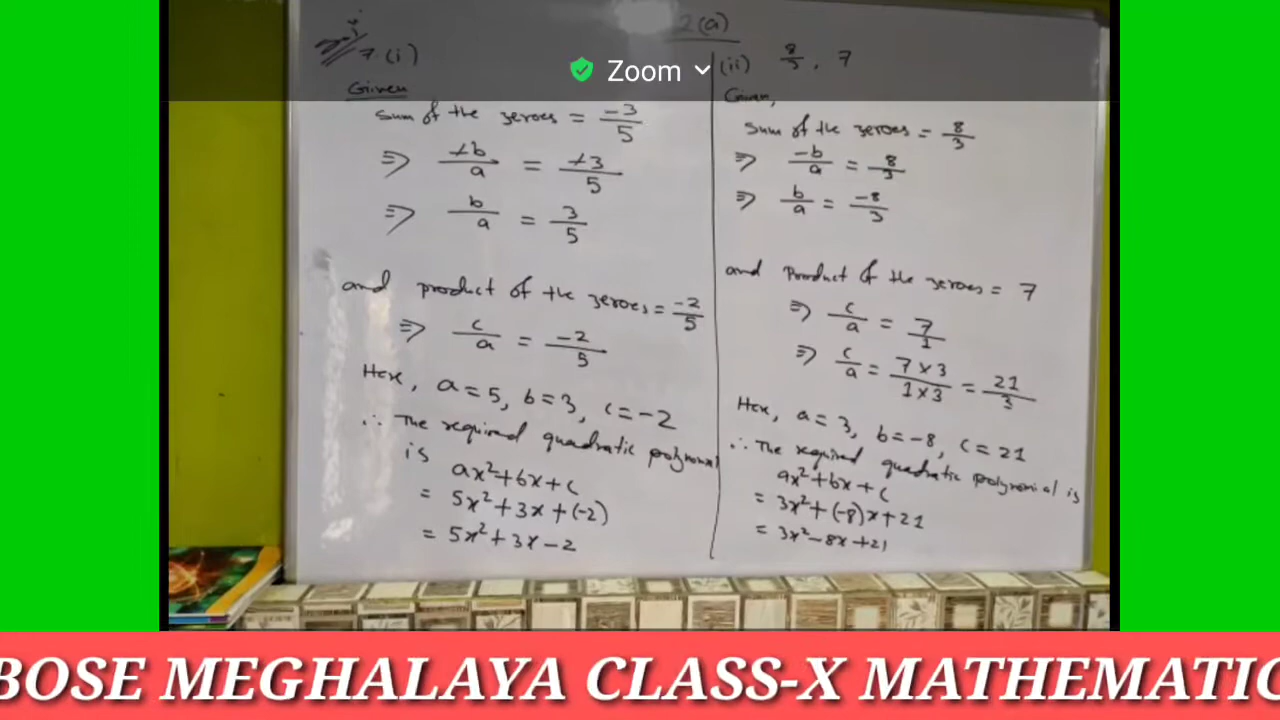 2(a)
7.(i)
Given
Sum of the zeroes = -3/5
⇒ -b/a = -3/5
⇒ b/a = 3/5
and product of the zeroes = -2/5
⇒ c/a = -2/5
Here, a=5, b=3, c=-2
∴ The required quadratic polynomial
is ax²+bx+c
= 5x²+3x+(-2)
= 5x²+3x-2
Zoom
(ii) 8/3, 7
Given,
Sum of the zeroes = 8/3
⇒ -b/a = 8/3
⇒ b/a = -8/3
and Product of the zeroes = 7
⇒ c/a = 7/1
⇒ c/a = 7×3/1×3 = 21/3
Here, a=3, b=-8, c=21
∴ The required quadratic polynomial is
ax²+bx+c
= 3x²+(-8)x+21
= 3x²-8x+21
BOSE MEGHALAYA CLASS-X MATHEMATIC